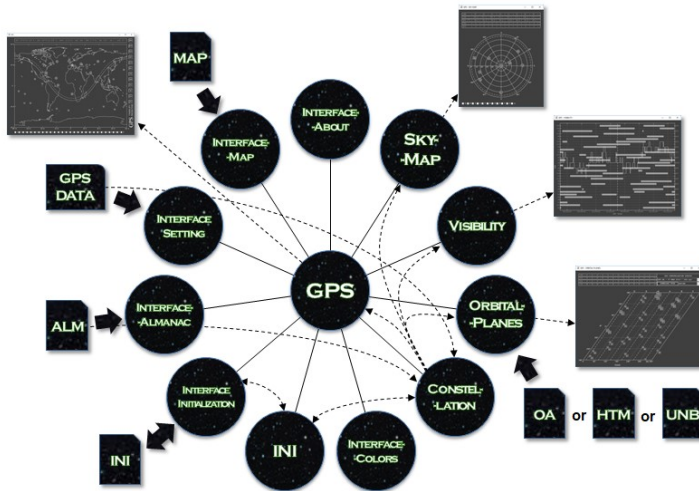 MAP
INTERFACE-
-ABOUT
INTERFACE-
-MAP
SKY-
-MAP
GPS
DATA
INTERFACE
SETTING
VISIBILITY
GPS
ALM
INTERFACE-
-ALMANAC
ORBITAL-
-PLANES
INTERFACE
INITIALIZATION
CONSTEL-
-LATION
OA or HTM or UNB
INI
INI
INTERFACE-
-COLORS